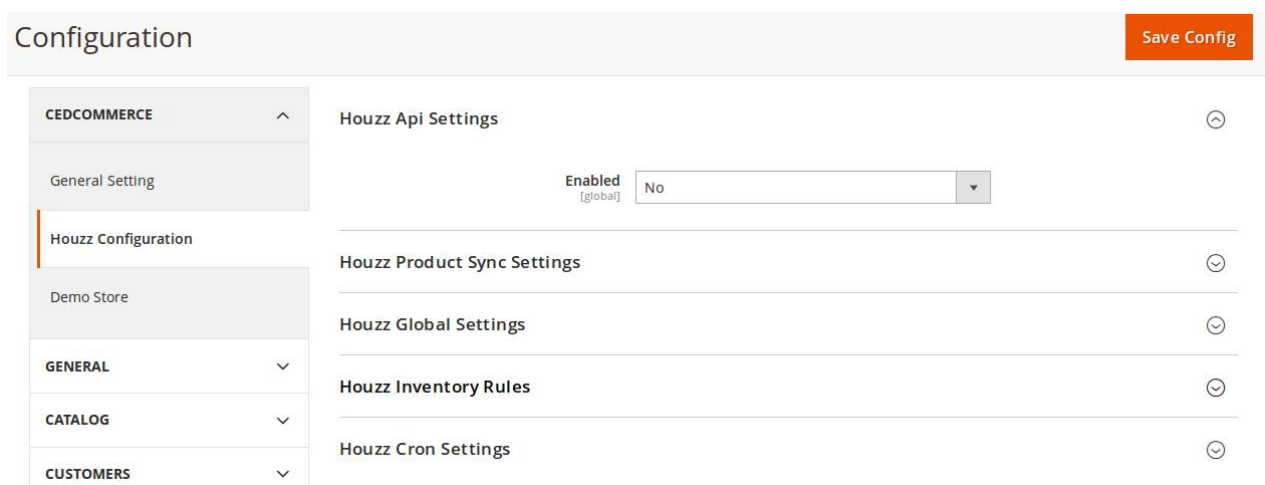 Configuration
Save Config
CEDCOMMERCE
General Setting
Houzz Configuration
Demo Store
GENERAL
CATALOG
CUSTOMERS
Houzz Api Settings
Enabled
[global]
No
Houzz Product Sync Settings
Houzz Global Settings
Houzz Inventory Rules
Houzz Cron Settings